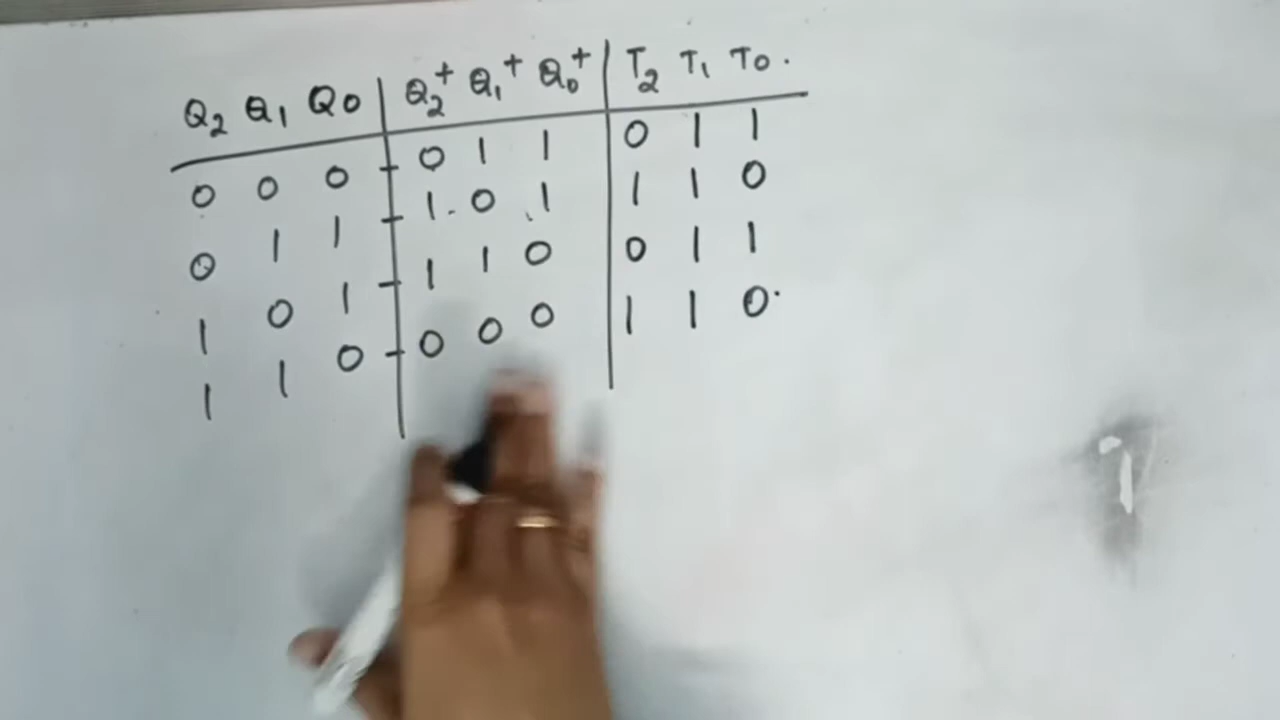 Q2 Q1 Q0 | Q2+ Q1+ Q0+ | T2 T1 T0.
0 0 0 - 0 1 1 | 0 1 1
0 1 1 - 1. 0 1 | 1 1 0
1 0 1 - 1 1 0 | 0 1 1
1 1 0 - 0 0 0 | 1 1 0.